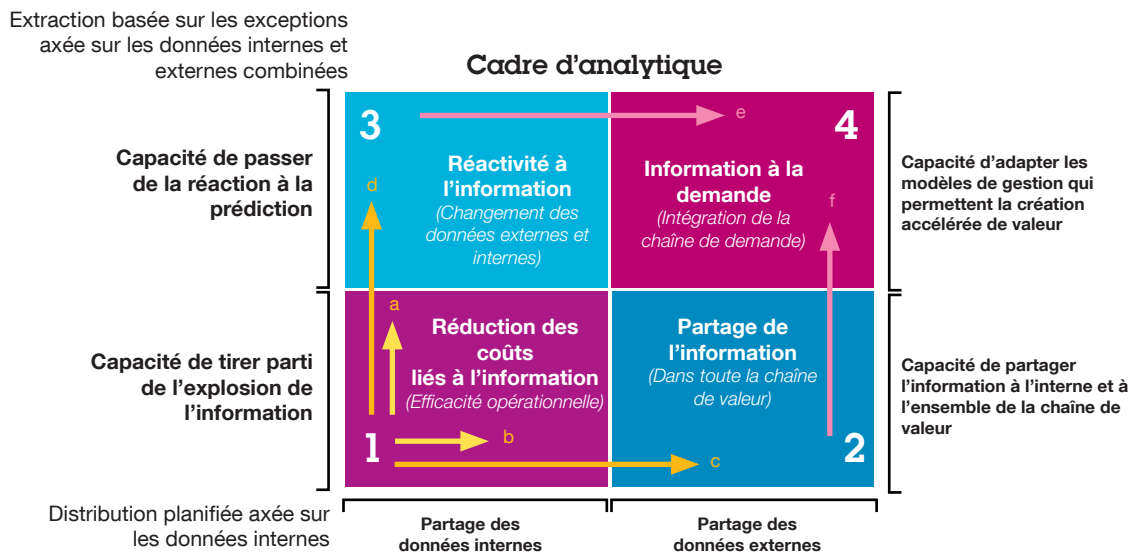 Extraction basée sur les exceptions
axée sur les données internes et
externes combinées
Cadre d'analytique
Capacité de passer
de la réaction à la
prédiction
3
d
Réactivité à
l'information
(Changement des
données externes et
internes)
e
4
Information à la
demande
(Intégration de la
chaîne de demande)
f
Capacité d'adapter les
modèles de gestion qui
permettent la création
accélérée de valeur
Capacité de tirer parti
de l'explosion de
l'information
a
Réduction des
coûts
liés à l'information
(Efficacité opérationnelle)
1
b
c
Partage de
l'information
(Dans toute la chaîne
de valeur)
2
Capacité de partager
l'information à l'interne et à
l'ensemble de la chaîne de
valeur
Distribution planifiée axée sur
les données internes
Partage des
données internes
Partage des
données externes